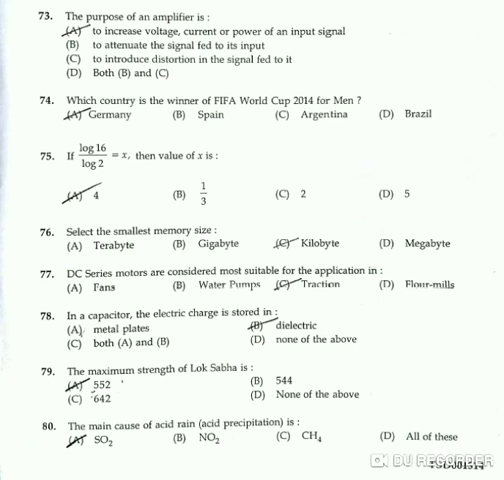 73. The purpose of an amplifier is :
(A) to increase voltage, current or power of an input signal
(B) to attenuate the signal fed to its input
(C) to introduce distortion in the signal fed to it
(D) Both (B) and (C)
74. Which country is the winner of FIFA World Cup 2014 for Men ?
(A) Germany (B) Spain (C) Argentina (D) Brazil
75. If log 16 / log 2 = x, then value of x is :
(A) 4 (B) 1/3 (C) 2 (D) 5
76. Select the smallest memory size :
(A) Terabyte (B) Gigabyte (C) Kilobyte (D) Megabyte
77. DC Series motors are considered most suitable for the application in :
(A) Fans (B) Water Pumps (C) Traction (D) Flour-mills
78. In a capacitor, the electric charge is stored in :
(A) metal plates (B) dielectric
(C) both (A) and (B) (D) none of the above
79. The maximum strength of Lok Sabha is :
(A) 552 (B) 544
(C) 642 (D) None of the above
80. The main cause of acid rain (acid precipitation) is :
(A) SO₂ (B) NO₂ (C) CH₄ (D) All of these
DU RECORDER